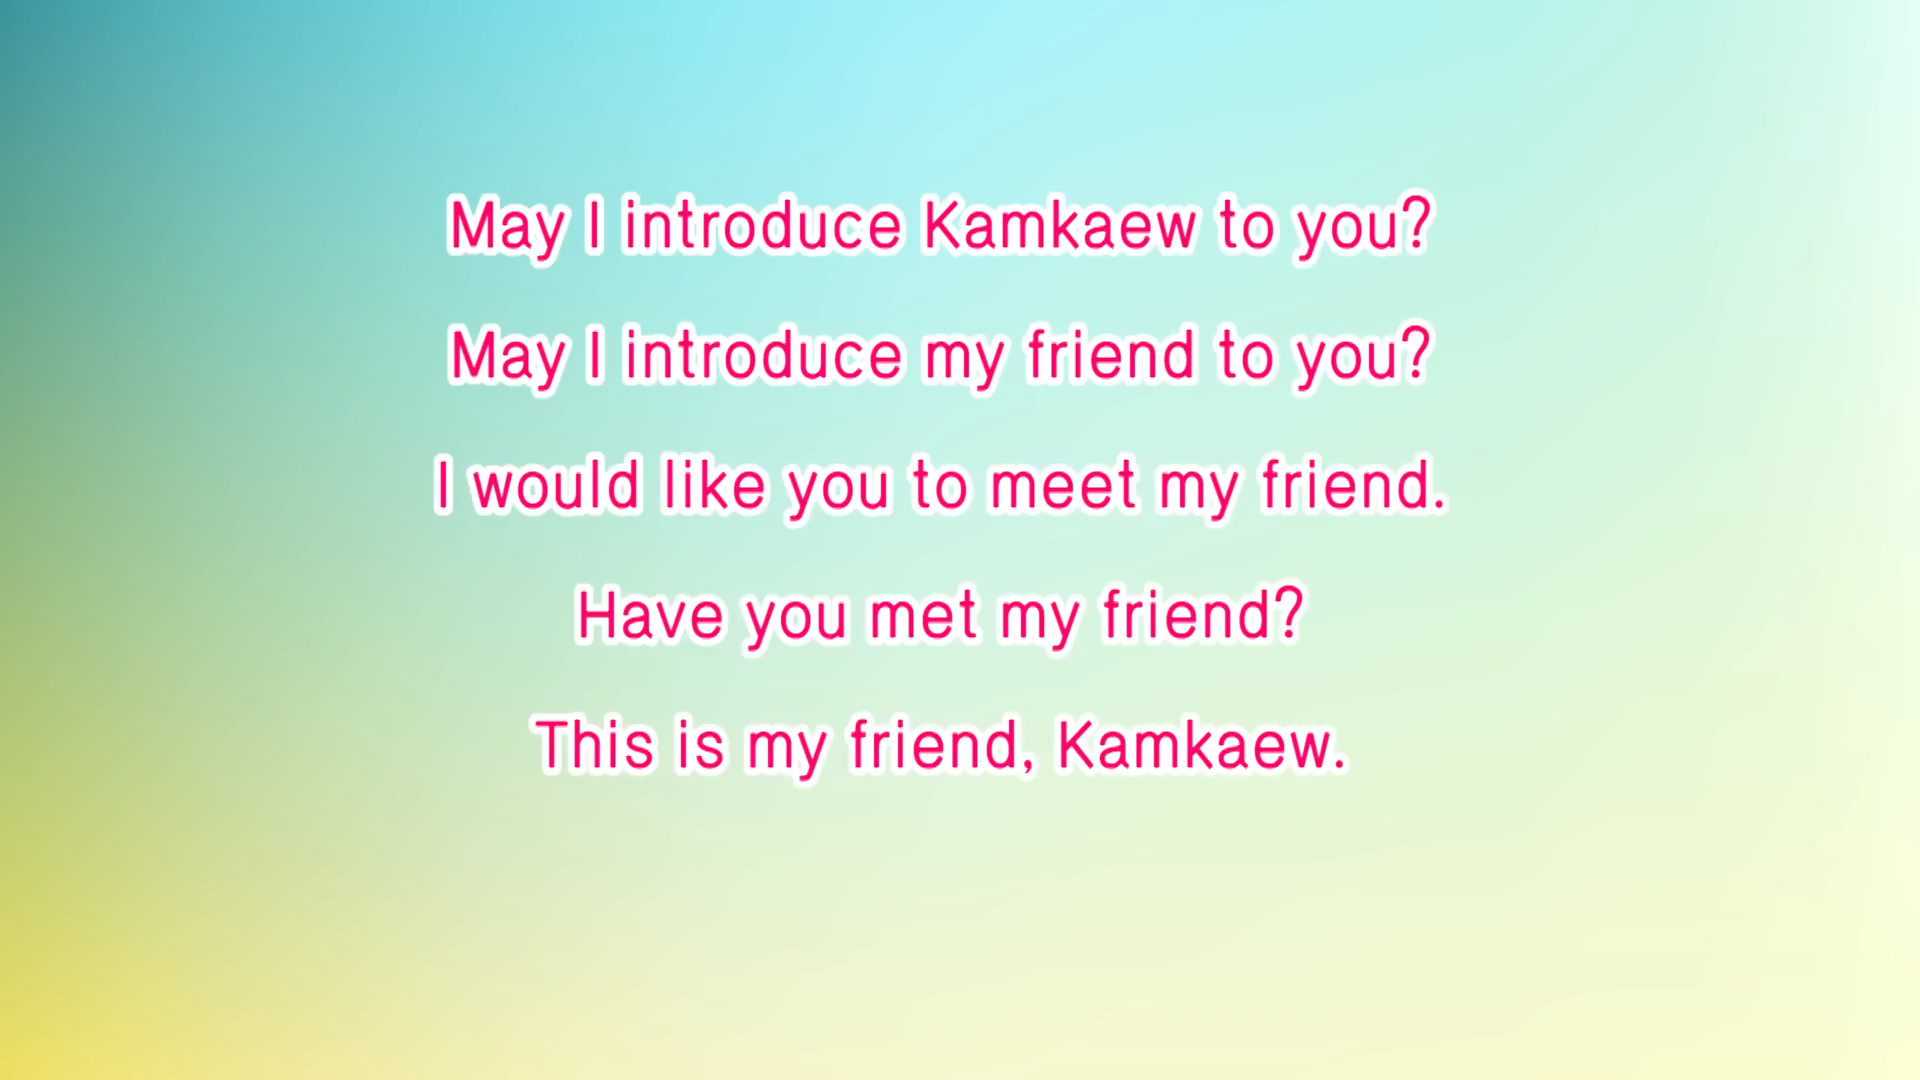 May I introduce Kamkaew to you?
May I introduce my friend to you?
I would like you to meet my friend.
Have you met my friend?
This is my friend, Kamkaew.